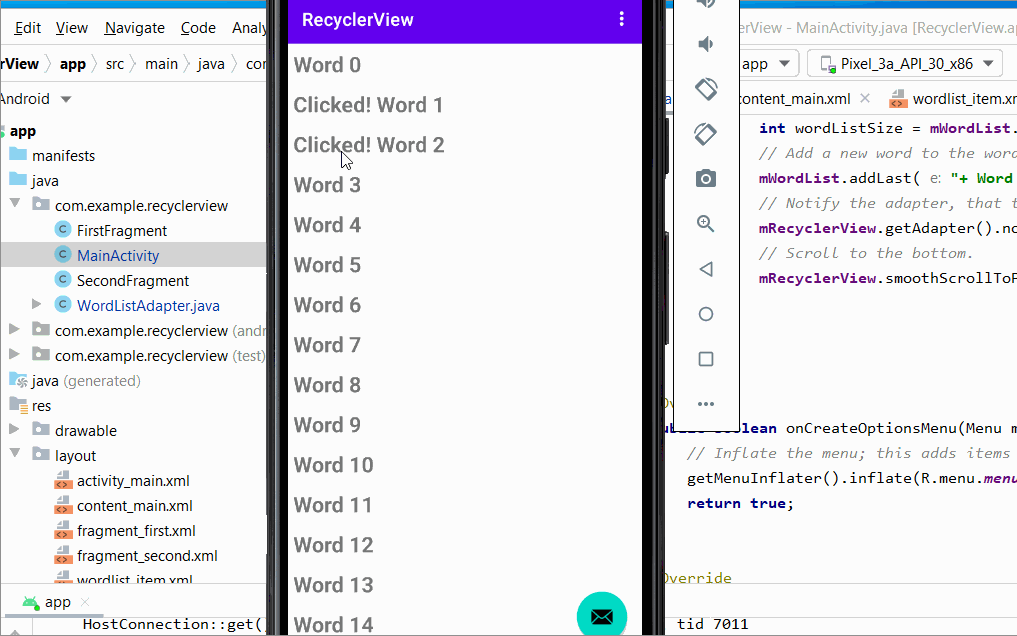 Edit View Navigate Code Analy
rView app src main java cor
Android
app
manifests
java
com.example.recyclerview
FirstFragment
MainActivity
SecondFragment
WordListAdapter.java
com.example.recyclerview (andr
com.example.recyclerview (test)
java (generated)
res
drawable
layout
activity_main.xml
content_main.xml
fragment_first.xml
fragment_second.xml
wordlist_item.xml
app
HostConnection::get(
RecyclerView
Word 0
Clicked! Word 1
Clicked! Word 2
Word 3
Word 4
Word 5
Word 6
Word 7
Word 8
Word 9
Word 10
Word 11
Word 12
Word 13
Word 14
erView - MainActivity.java [RecyclerView.ap
app Pixel_3a_API_30_x86
content_main.xml wordlist_item.xm
int wordListSize = mWordList.
// Add a new word to the word
mWordList.addLast( e: "+ Word
// Notify the adapter, that t
mRecyclerView.getAdapter().no
// Scroll to the bottom.
mRecyclerView.smoothScrollToP
boolean onCreateOptionsMenu(Menu m
// Inflate the menu; this adds items
getMenuInflater().inflate(R.menu.menu
return true;
Override
tid 7011